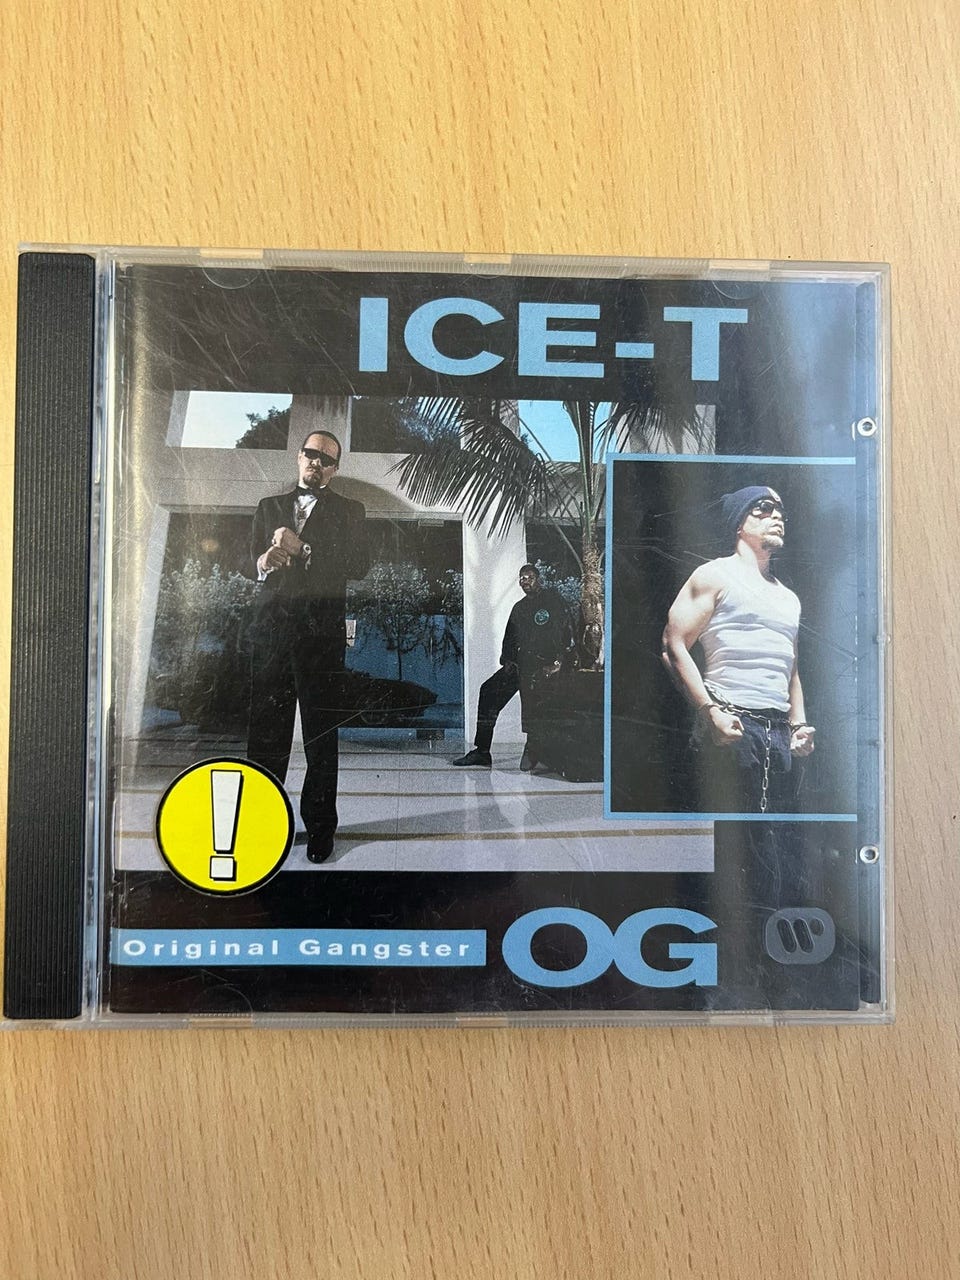 ICE-T
!
Original Gangster
OG